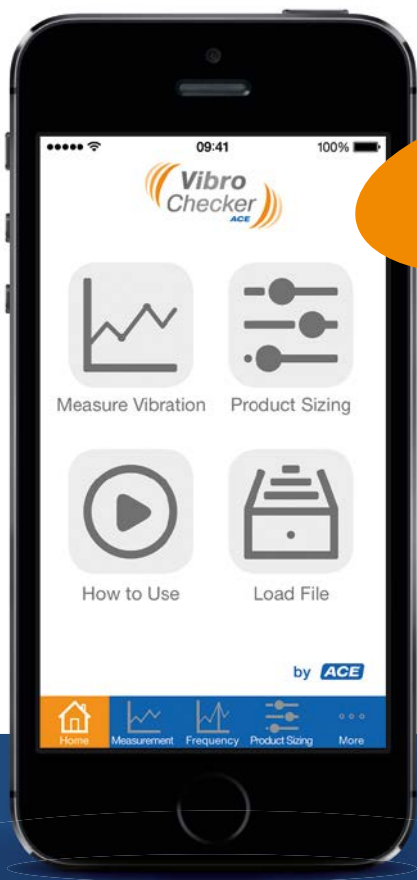 09:41
100%
Vibro
Checker
ACE
Measure Vibration
Product Sizing
How to Use
Load File
by ACE
Home
Measurement
Frequency
Product Sizing
More